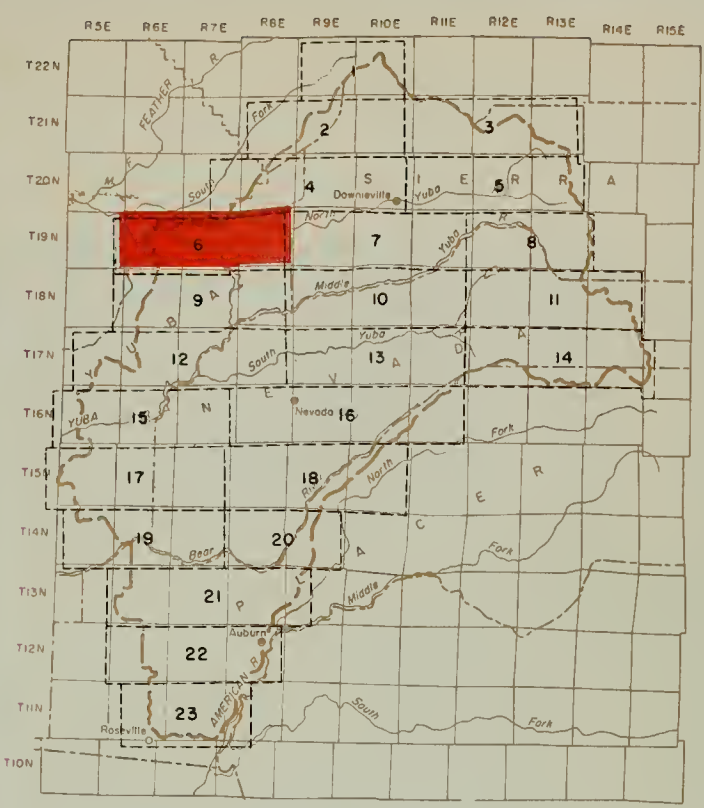 R5E R6E R7E R8E R9E R10E R11E R12E R13E R14E R15E
T22N
FEATHER R
Fork
T21N
2
3
M F
South
T20N
4
S I E R R A
5
Downieville
Yuba
North
T19N
6
7
Yuba
R
8
T18N
9
Middle
10
11
Y U B A
T17N
12
South
Yuba
13
14
N E V A D A
T16N
YUBA
15
Nevada
16
Fork
T15N
17
18
River
North
T14N
19
Bear
20
Fork
P L A C E R
T13N
21
Middle
Auburn
T12N
22
AMERICAN R
T11N
23
Roseville
South
Fork
T10N